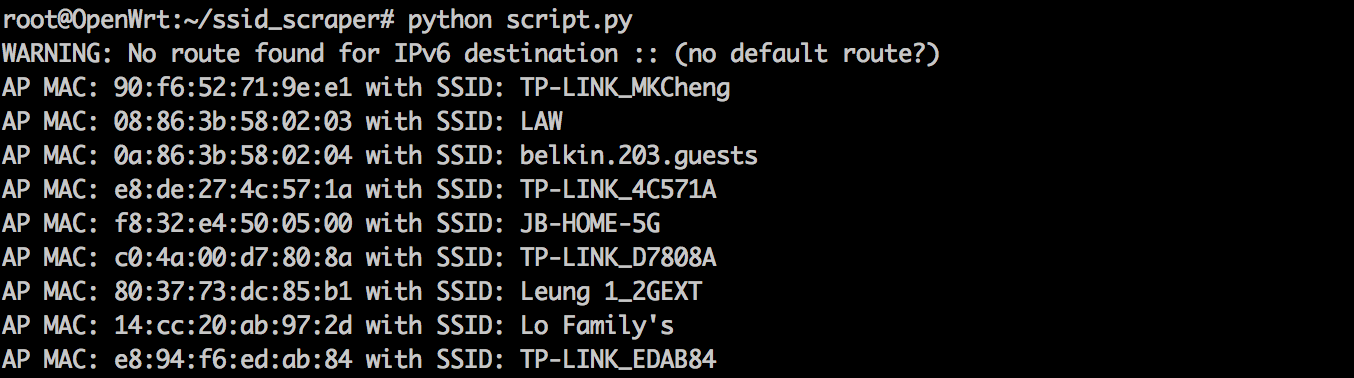 root@OpenWrt:~/ssid_scraper# python script.py
WARNING: No route found for IPv6 destination :: (no default route?)
AP MAC: 90:f6:52:71:9e:e1 with SSID: TP-LINK_MKCheng
AP MAC: 08:86:3b:58:02:03 with SSID: LAW
AP MAC: 0a:86:3b:58:02:04 with SSID: belkin.203.guests
AP MAC: e8:de:27:4c:57:1a with SSID: TP-LINK_4C571A
AP MAC: f8:32:e4:50:05:00 with SSID: JB-HOME-5G
AP MAC: c0:4a:00:d7:80:8a with SSID: TP-LINK_D7808A
AP MAC: 80:37:73:dc:85:b1 with SSID: Leung 1_2GEXT
AP MAC: 14:cc:20:ab:97:2d with SSID: Lo Family's
AP MAC: e8:94:f6:ed:ab:84 with SSID: TP-LINK_EDAB84